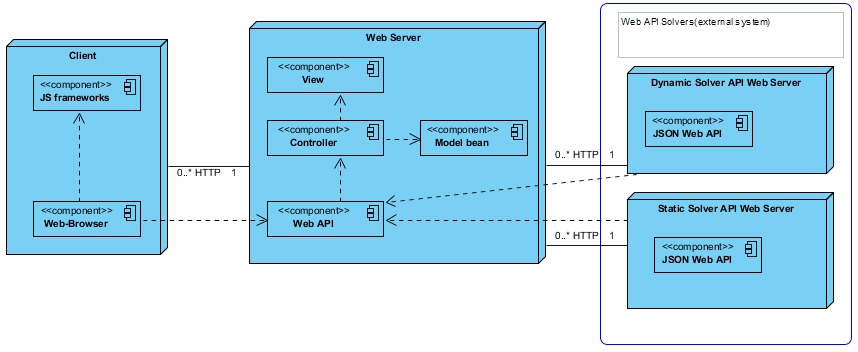 Client
<<component>>
JS frameworks
<<component>>
Web-Browser
0..* HTTP 1
Web Server
<<component>>
View
<<component>>
Controller
<<component>>
Model bean
<<component>>
Web API
0..* HTTP 1
0..* HTTP 1
Web API Solvers(external system)
Dynamic Solver API Web Server
<<component>>
JSON Web API
Static Solver API Web Server
<<component>>
JSON Web API